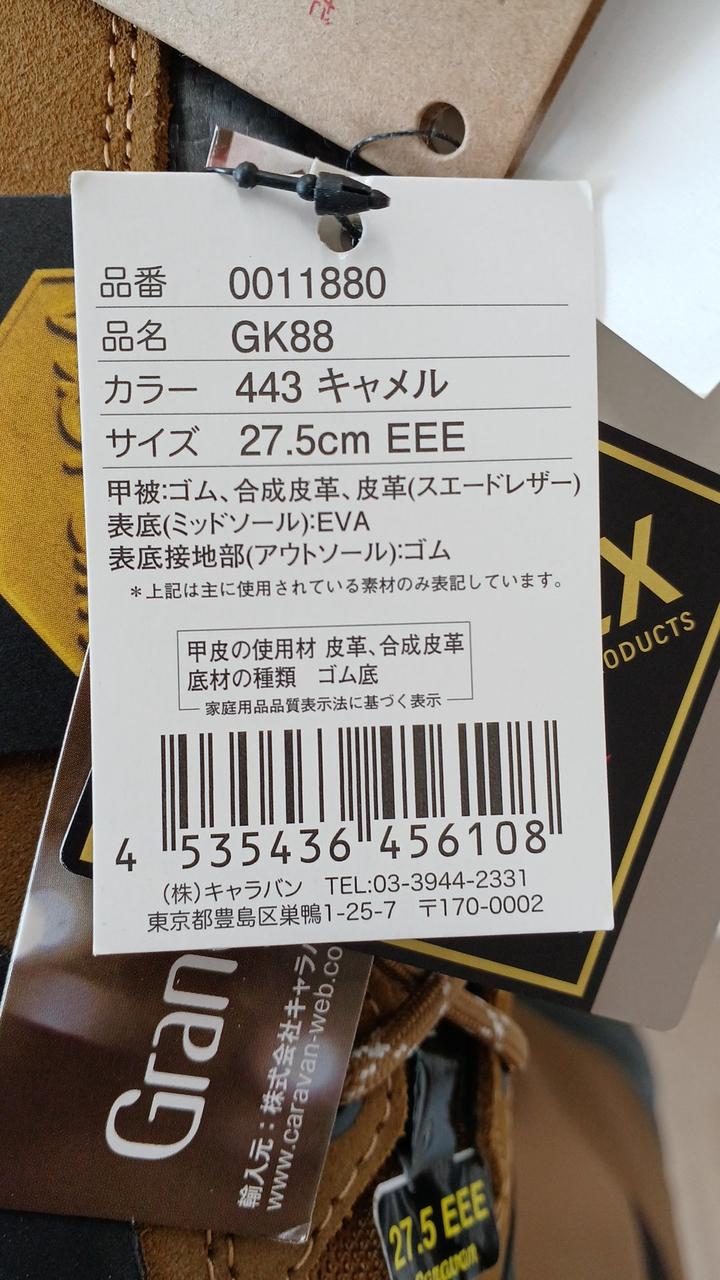 だ
品番 0011880
品名 GK88
カラー 443 キャメル
サイズ 27.5cm EEE
甲被:ゴム、合成皮革、皮革(スエードレザー)
表底(ミッドソール):EVA
表底接地部(アウトソール):ゴム
＊上記は主に使用されている素材のみ表記しています。
甲皮の使用材 皮革、合成皮革
底材の種類 ゴム底
家庭用品品質表示法に基づく表示
4 535436 456108
(株)キャラバン TEL:03-3944-2331
東京都豊島区巣鴨1-25-7 〒170-0002
X
ODUCTS
Gran
輸入元：株式会社キャラバ
www.caravan-web.co
27.5 EEE
Caravan